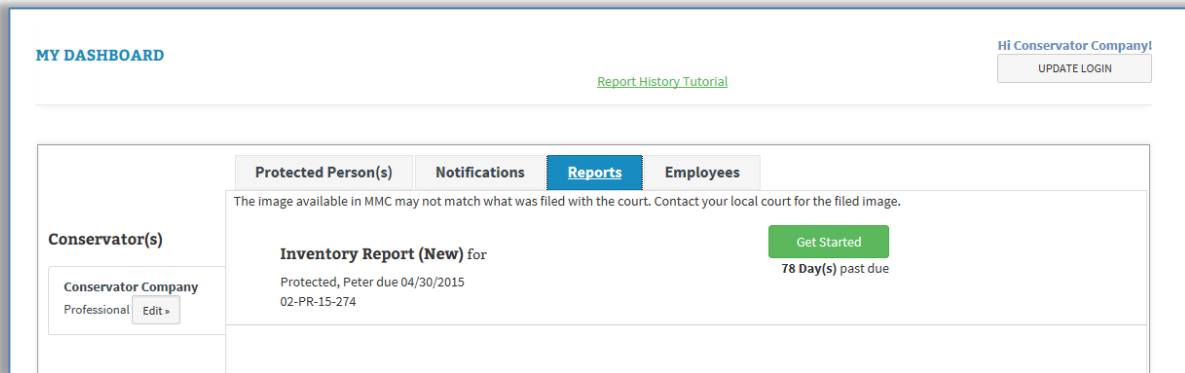 MY DASHBOARD
Hi Conservator Company!
UPDATE LOGIN
Report History Tutorial
Protected Person(s) Notifications Reports Employees
The image available in MMC may not match what was filed with the court. Contact your local court for the filed image.
Conservator(s)
Conservator Company
Professional Edit »
Inventory Report (New) for
Protected, Peter due 04/30/2015
02-PR-15-274
Get Started
78 Day(s) past due